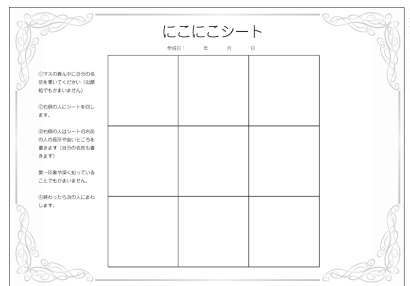 にこにこシート
作成日：　　　年　　　月　　　日
①マスの真ん中に自分の名
前を書いてください（似顔
絵でもかまいません）
②右側の人にシートを回し
ます。
③右側の人はシートの名前
の人の長所や良いところを
書きます（自分の名前も書
きます）
第一印象や深く知っている
ことでもかまいません。
④終わったら次の人にまわ
します。